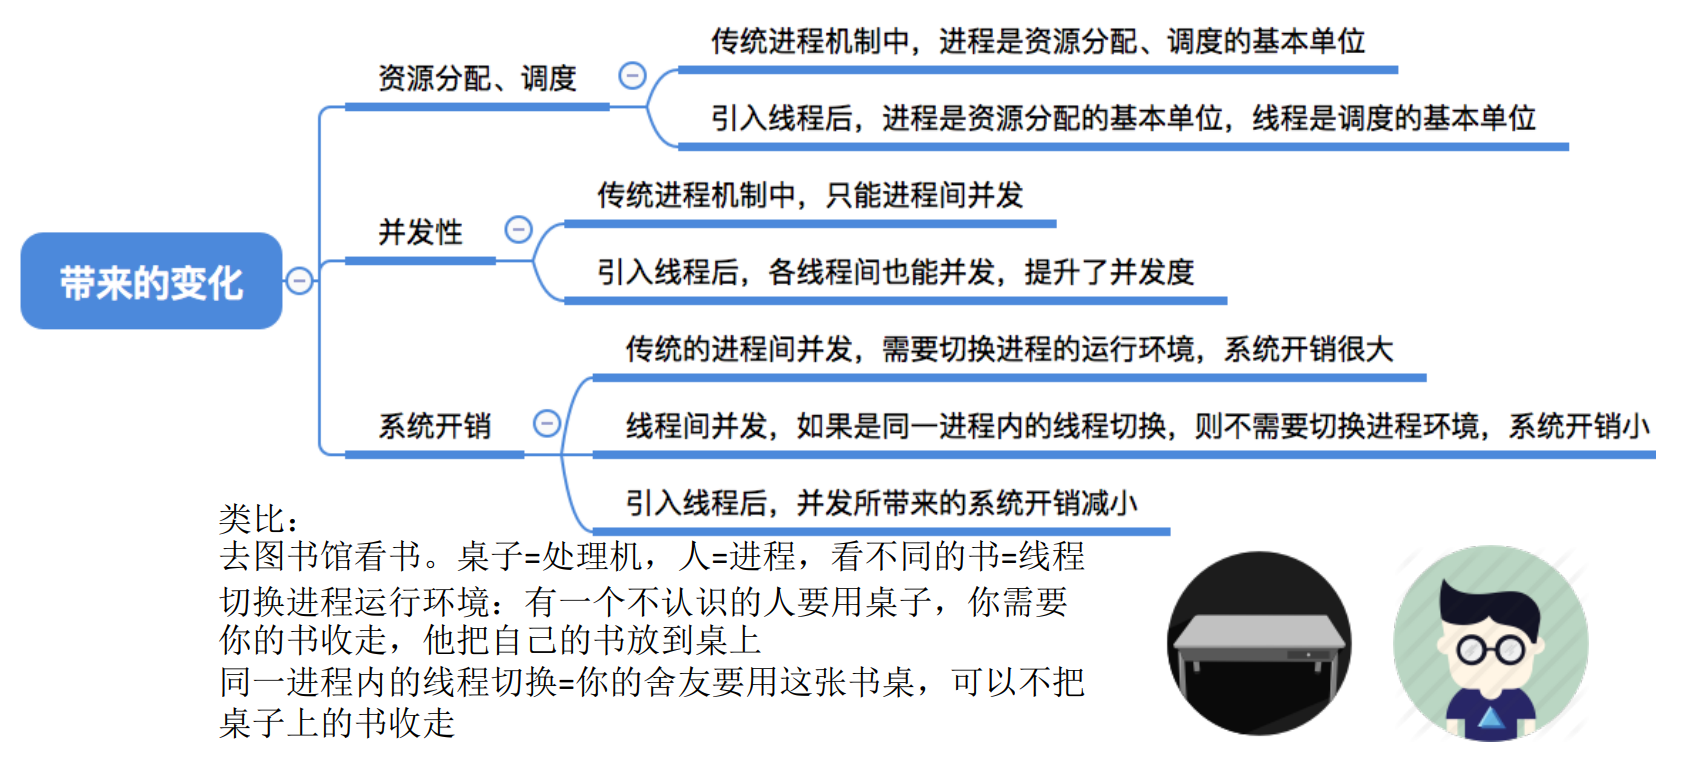 传统进程机制中，进程是资源分配、调度的基本单位
资源分配、调度
引入线程后，进程是资源分配的基本单位，线程是调度的基本单位
传统进程机制中，只能进程间并发
并发性
引入线程后，各线程间也能并发，提升了并发度
带来的变化
传统的进程间并发，需要切换进程的运行环境，系统开销很大
系统开销
线程间并发，如果是同一进程内的线程切换，则不需要切换进程环境，系统开销小
引入线程后，并发所带来的系统开销减小
类比：
去图书馆看书。桌子=处理机，人=进程，看不同的书=线程
切换进程运行环境：有一个不认识的人要用桌子，你需要
你的书收走，他把自己的书放到桌上
同一进程内的线程切换=你的舍友要用这张书桌，可以不把
桌子上的书收走